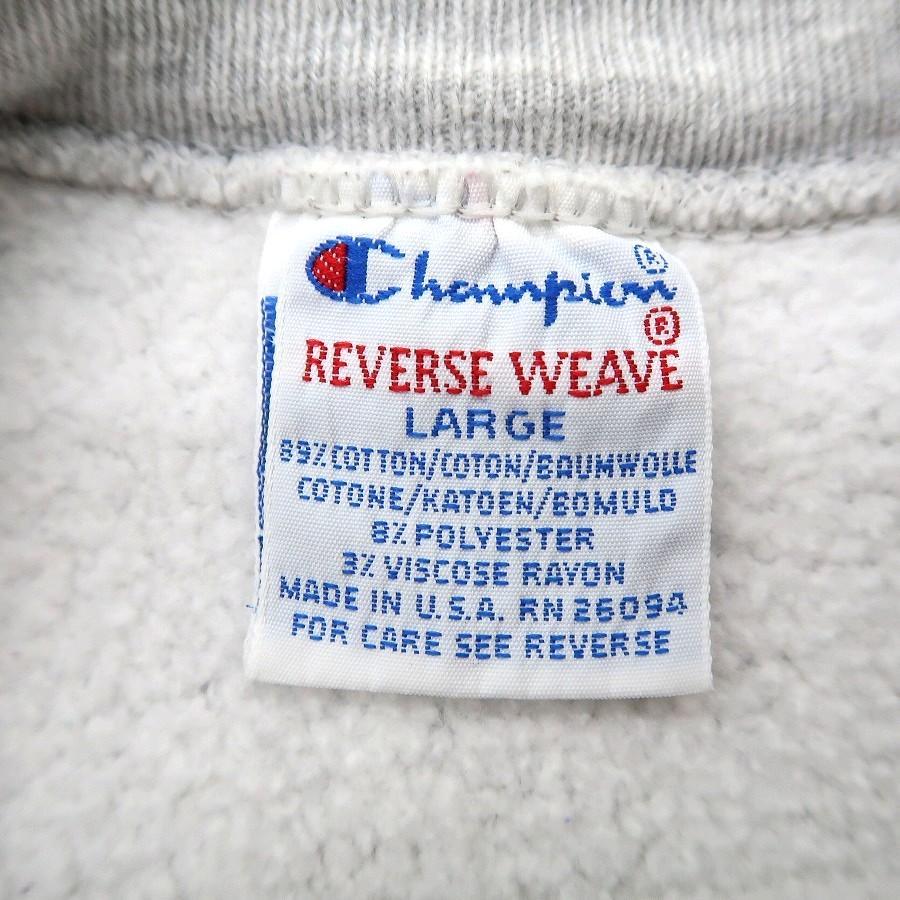 Champion®
REVERSE WEAVE®
LARGE
89% COTTON/COTON/BAUMWOLLE
COTONE/KATOEN/BOMULD
8% POLYESTER
3% VISCOSE RAYON
MADE IN U.S.A. RN 26094
FOR CARE SEE REVERSE